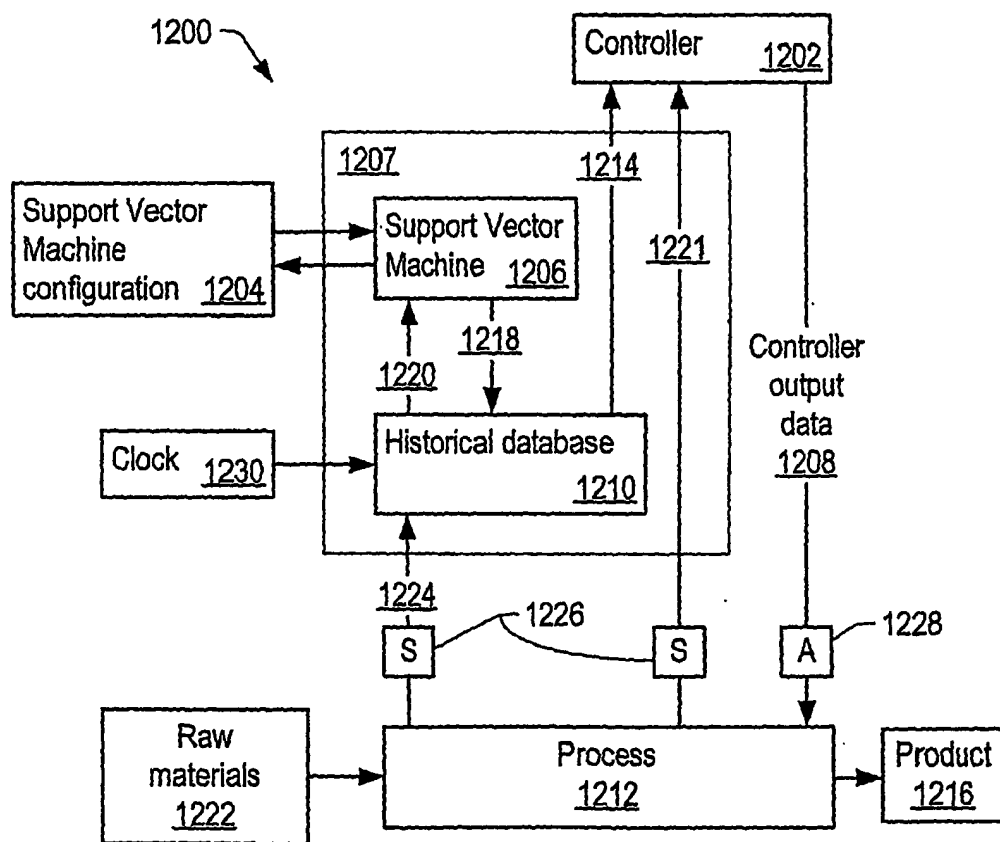 1200
Controller
1202
1207
1214
Support Vector
Machine
configuration 1204
Support Vector
Machine 1206
1221
1218
1220
Controller
output
data
1208
Clock 1230
Historical database
1210
1224
1226
1228
S
S
A
Raw
materials
1222
Process
1212
Product
1216